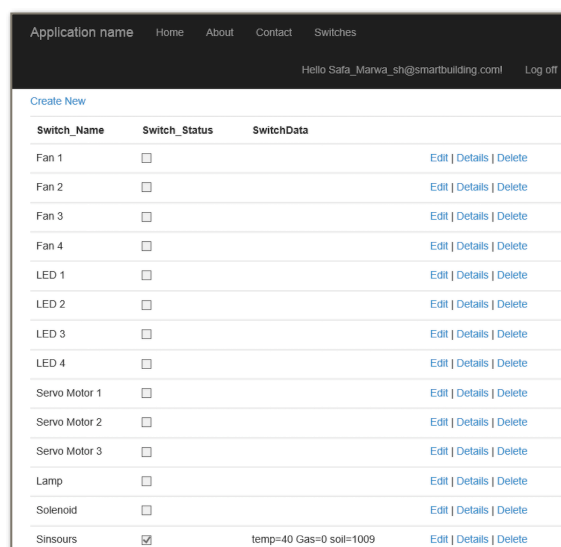 Application name Home About Contact Switches
Hello Safa_Marwa_sh@smartbuilding.com! Log off
Create New
Switch_Name Switch_Status SwitchData
Fan 1 Edit | Details | Delete
Fan 2 Edit | Details | Delete
Fan 3 Edit | Details | Delete
Fan 4 Edit | Details | Delete
LED 1 Edit | Details | Delete
LED 2 Edit | Details | Delete
LED 3 Edit | Details | Delete
LED 4 Edit | Details | Delete
Servo Motor 1 Edit | Details | Delete
Servo Motor 2 Edit | Details | Delete
Servo Motor 3 Edit | Details | Delete
Lamp Edit | Details | Delete
Solenoid Edit | Details | Delete
Sinsours temp=40 Gas=0 soil=1009 Edit | Details | Delete